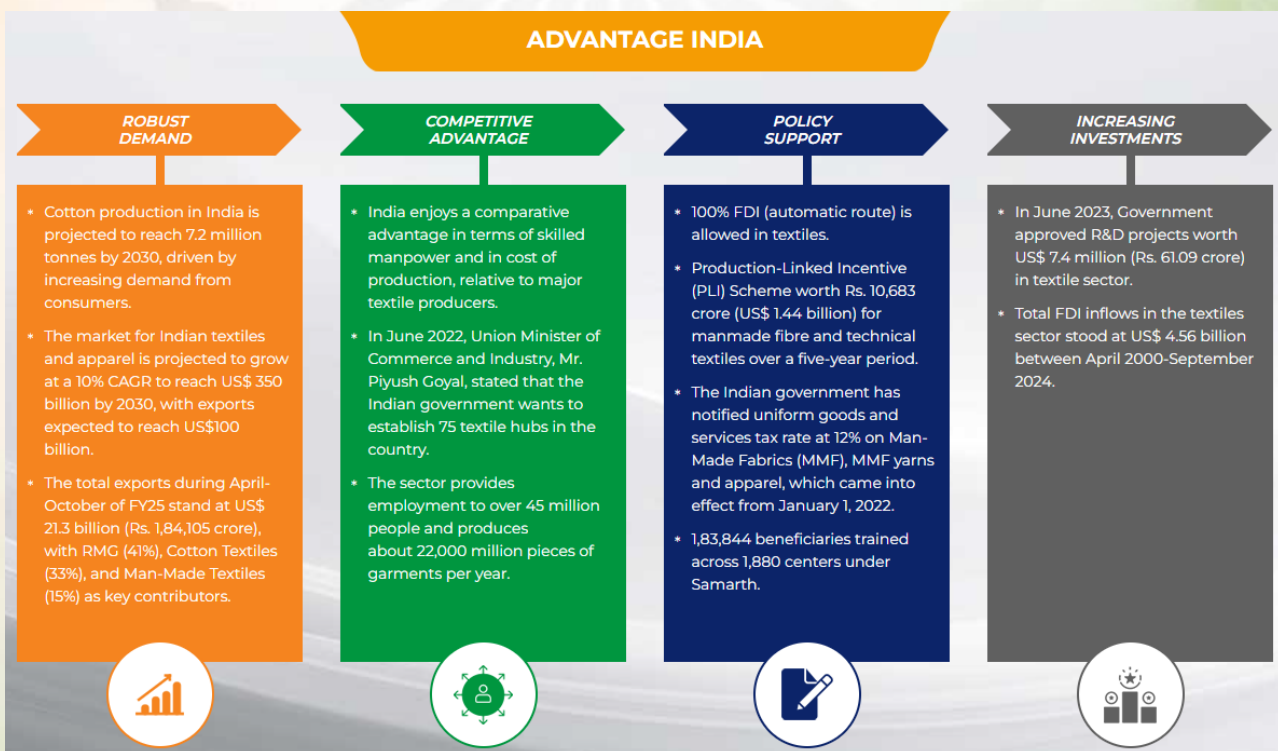 ADVANTAGE INDIA
ROBUST
DEMAND
* Cotton production in India is
projected to reach 7.2 million
tonnes by 2030, driven by
increasing demand from
consumers.
* The market for Indian textiles
and apparel is projected to grow
at a 10% CAGR to reach US$ 350
billion by 2030, with exports
expected to reach US$100
billion.
* The total exports during April-
October of FY25 stand at US$
21.3 billion (Rs. 1,84,105 crore),
with RMG (41%), Cotton Textiles
(33%), and Man-Made Textiles
(15%) as key contributors.
COMPETITIVE
ADVANTAGE
* India enjoys a comparative
advantage in terms of skilled
manpower and in cost of
production, relative to major
textile producers.
* In June 2022, Union Minister of
Commerce and Industry, Mr.
Piyush Goyal, stated that the
Indian government wants to
establish 75 textile hubs in the
country.
* The sector provides
employment to over 45 million
people and produces
about 22,000 million pieces of
garments per year.
POLICY
SUPPORT
* 100% FDI (automatic route) is
allowed in textiles.
* Production-Linked Incentive
(PLI) Scheme worth Rs. 10,683
crore (US$ 1.44 billion) for
manmade fibre and technical
textiles over a five-year period.
* The Indian government has
notified uniform goods and
services tax rate at 12% on Man-
Made Fabrics (MMF), MMF yarns
and apparel, which came into
effect from January 1, 2022.
* 1,83,844 beneficiaries trained
across 1,880 centers under
Samarth.
INCREASING
INVESTMENTS
* In June 2023, Government
approved R&D projects worth
US$ 7.4 million (Rs. 61.09 crore)
in textile sector.
* Total FDI inflows in the textiles
sector stood at US$ 4.56 billion
between April 2000-September
2024.